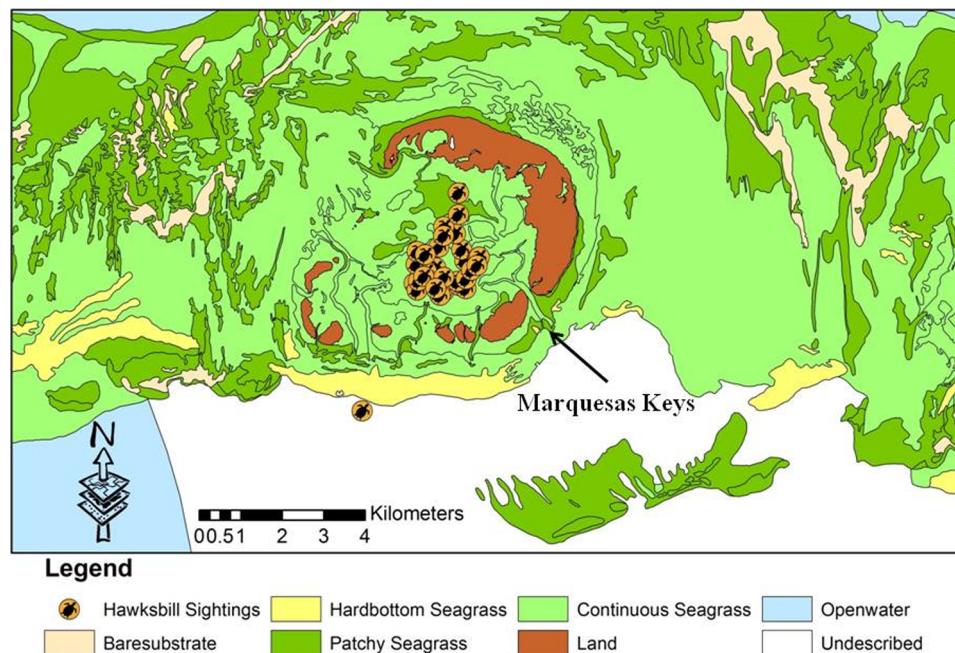 Marquesas Keys
N
Kilometers
00.51 2 3 4
Legend
Hawksbill Sightings Hardbottom Seagrass Continuous Seagrass Openwater
Baresubstrate Patchy Seagrass Land Undescribed